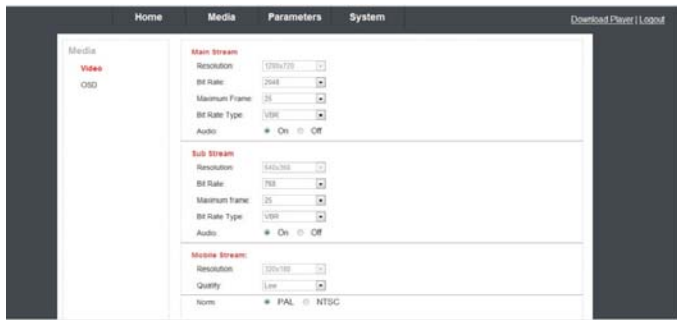 Home Media Parameters System Download Player | Logout
Media
Video
OSD
Main Stream
Resolution: 1280x720
Bit Rate: 2048
Maximum Frame: 25
Bit Rate Type: VBR
Audio: On Off
Sub Stream
Resolution: 640x360
Bit Rate: 768
Maximum frame: 25
Bit Rate Type: VBR
Audio: On Off
Mobile Stream:
Resolution: 320x180
Quality: Low
Norm: PAL NTSC